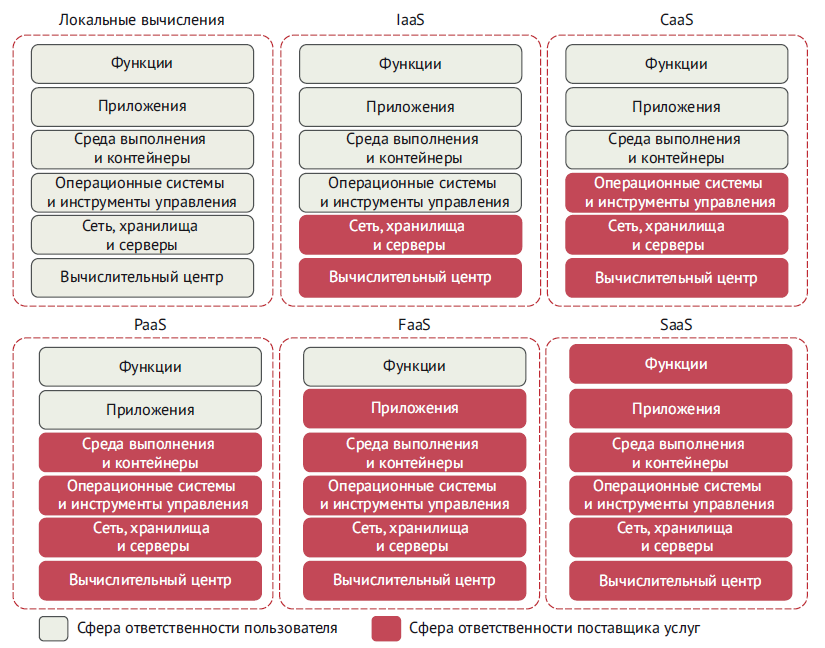 Локальные вычисления
Функции
Приложения
Среда выполнения
и контейнеры
Операционные системы
и инструменты управления
Сеть, хранилища
и серверы
Вычислительный центр
IaaS
Функции
Приложения
Среда выполнения
и контейнеры
Операционные системы
и инструменты управления
Сеть, хранилища
и серверы
Вычислительный центр
CaaS
Функции
Приложения
Среда выполнения
и контейнеры
Операционные системы
и инструменты управления
Сеть, хранилища
и серверы
Вычислительный центр
PaaS
Функции
Приложения
Среда выполнения
и контейнеры
Операционные системы
и инструменты управления
Сеть, хранилища
и серверы
Вычислительный центр
FaaS
Функции
Приложения
Среда выполнения
и контейнеры
Операционные системы
и инструменты управления
Сеть, хранилища
и серверы
Вычислительный центр
SaaS
Функции
Приложения
Среда выполнения
и контейнеры
Операционные системы
и инструменты управления
Сеть, хранилища
и серверы
Вычислительный центр
Сфера ответственности пользователя
Сфера ответственности поставщика услуг